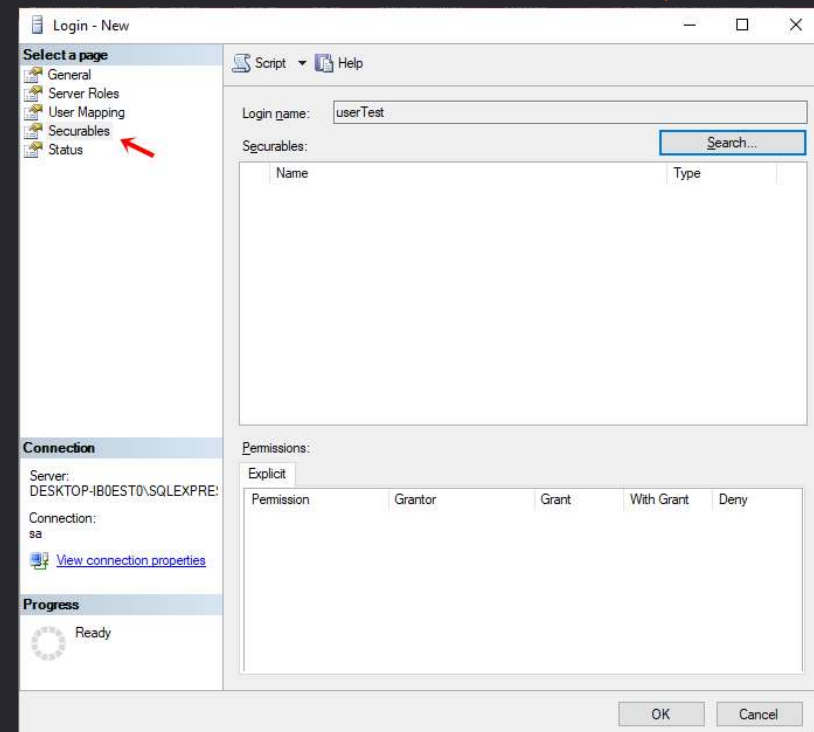 Login - New
Select a page
General
Server Roles
User Mapping
Securables
Status
Script
Help
Login name:
userTest
Securables:
Search...
Name
Type
Connection
Server:
DESKTOP-IB0EST0\SQLEXPRES
Connection:
sa
View connection properties
Progress
Ready
Permissions:
Explicit
Permission
Grantor
Grant
With Grant
Deny
OK
Cancel